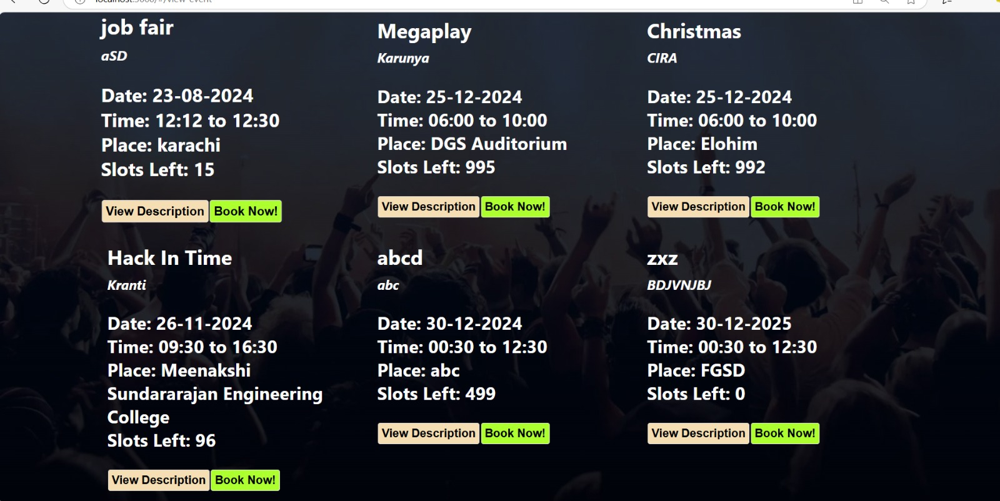 localhost:3000/#/view-event
job fair
aSD
Date: 23-08-2024
Time: 12:12 to 12:30
Place: karachi
Slots Left: 15
View Description Book Now!
Megaplay
Karunya
Date: 25-12-2024
Time: 06:00 to 10:00
Place: DGS Auditorium
Slots Left: 995
View Description Book Now!
Christmas
CIRA
Date: 25-12-2024
Time: 06:00 to 10:00
Place: Elohim
Slots Left: 992
View Description Book Now!
Hack In Time
Kranti
Date: 26-11-2024
Time: 09:30 to 16:30
Place: Meenakshi
Sundararajan Engineering
College
Slots Left: 96
View Description Book Now!
abcd
abc
Date: 30-12-2024
Time: 00:30 to 12:30
Place: abc
Slots Left: 499
View Description Book Now!
zxz
BDJVNJBJ
Date: 30-12-2025
Time: 00:30 to 12:30
Place: FGSD
Slots Left: 0
View Description Book Now!